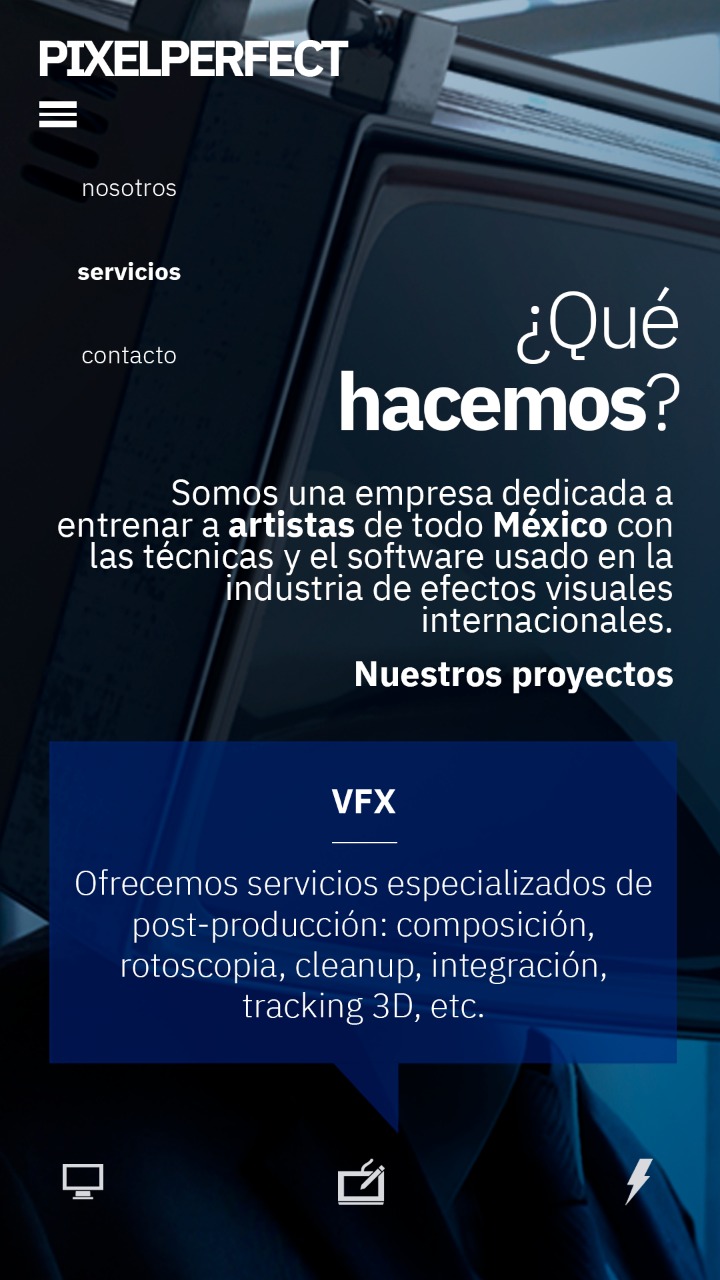 PIXELPERFECT
nosotros
servicios
contacto
¿Qué
hacemos?
Somos una empresa dedicada a
entrenar a artistas de todo México con
las técnicas y el software usado en la
industria de efectos visuales
internacionales.
Nuestros proyectos
VFX
Ofrecemos servicios especializados de
post-producción: composición,
rotoscopia, cleanup, integración,
tracking 3D, etc.